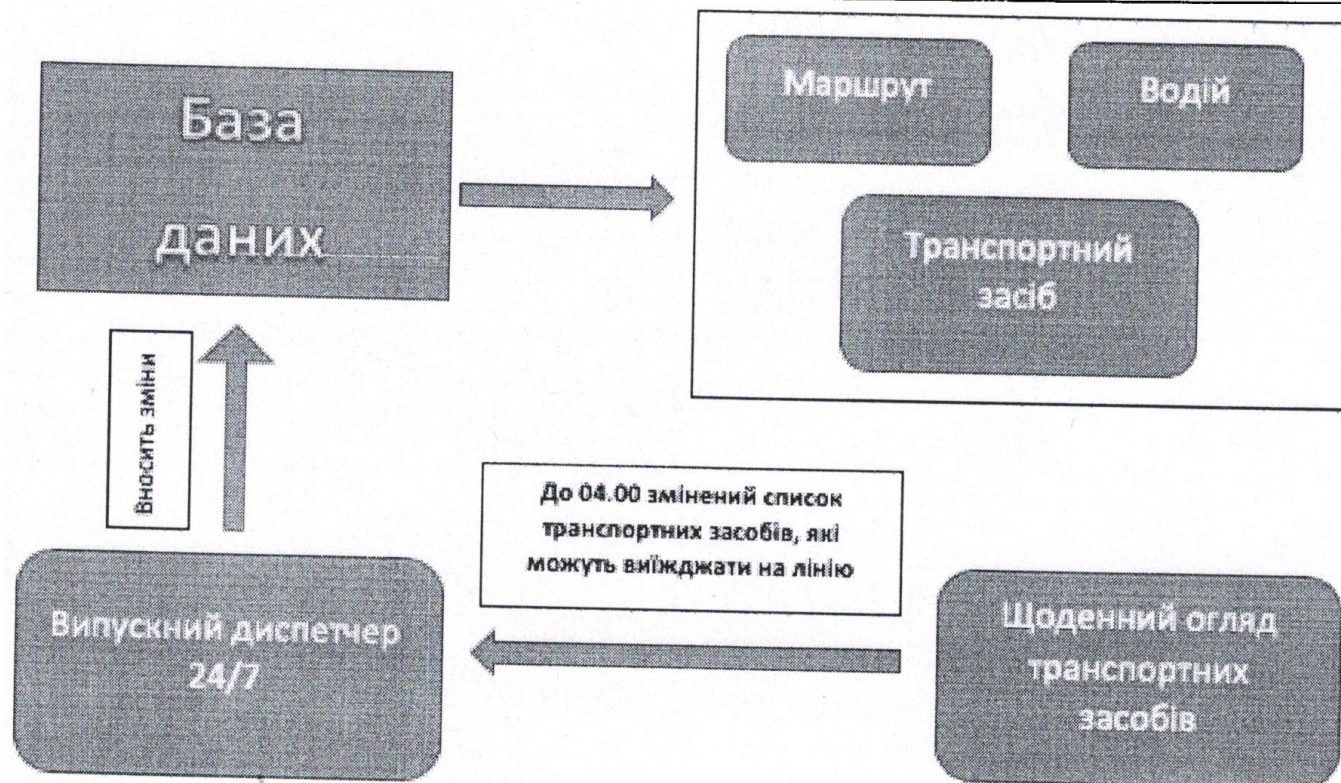 База
даних
Маршрут
Водій
Транспортний
засіб
Вносить зміни
До 04.00 змінений список
транспортних засобів, які
можуть виїжджати на лінію
Випускний диспетчер
24/7
Щоденний огляд
транспортних
засобів